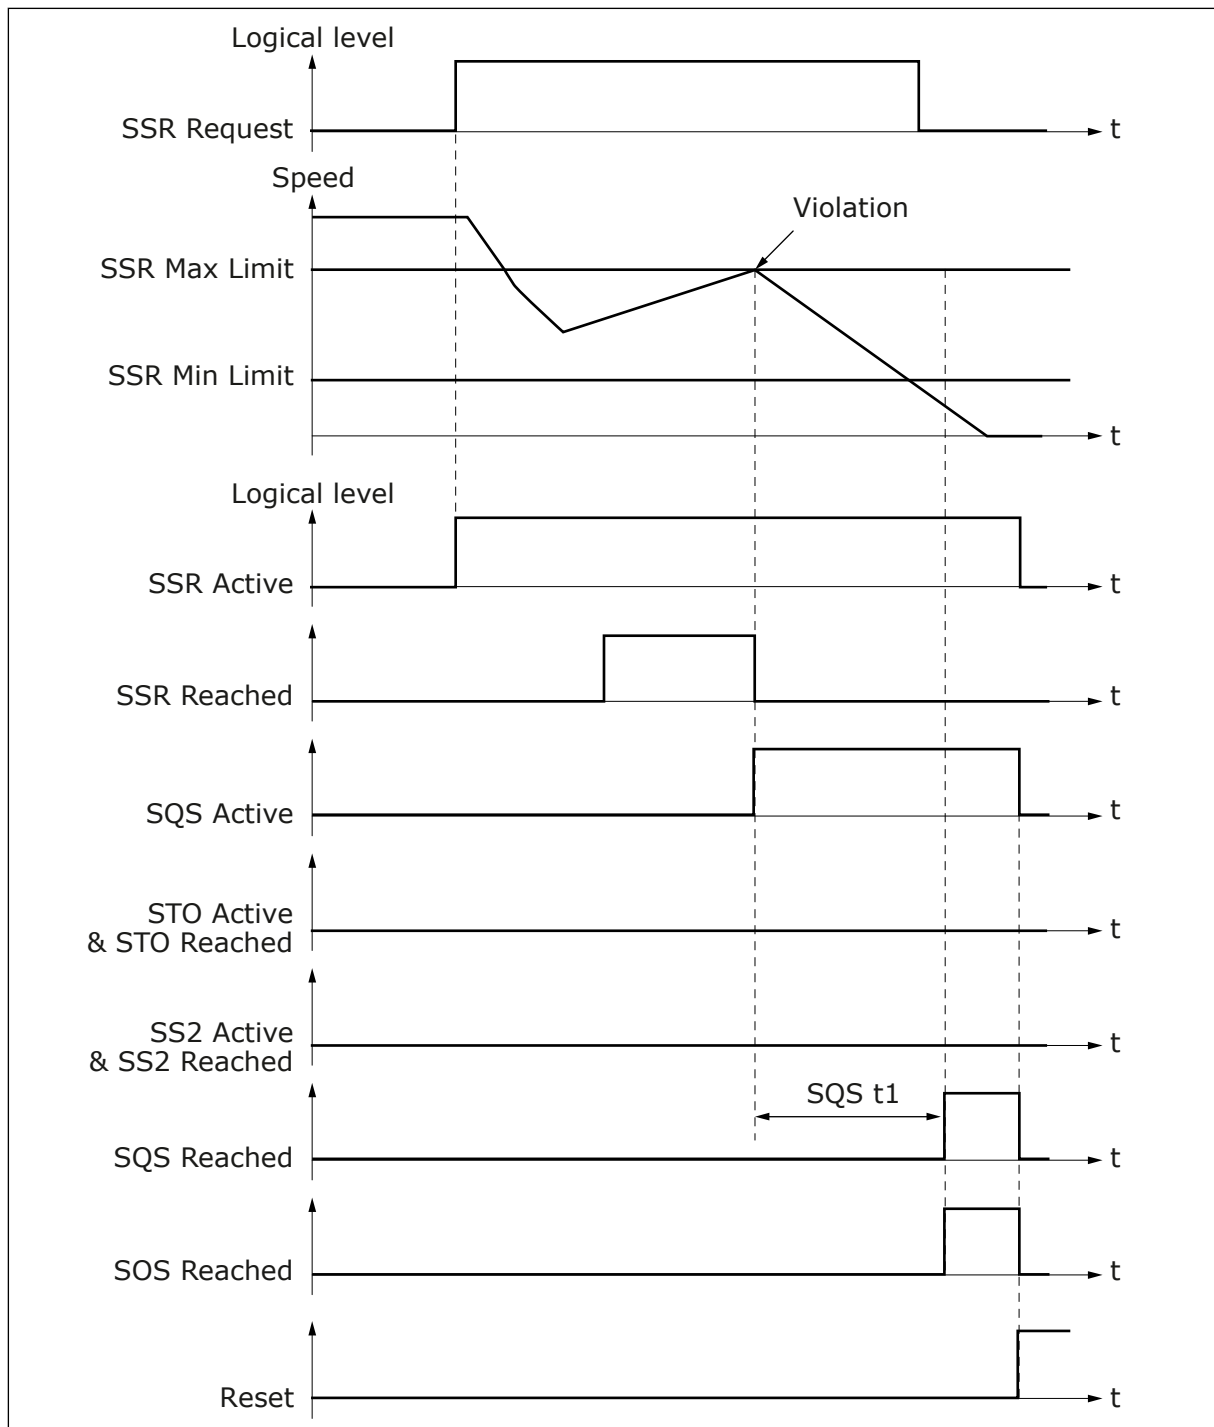 Logical level
SSR Request
t
Speed
Violation
SSR Max Limit
SSR Min Limit
t
Logical level
SSR Active
t
SSR Reached
t
SQS Active
t
STO Active
& STO Reached
t
SS2 Active
& SS2 Reached
t
SQS t1
SQS Reached
t
SOS Reached
t
Reset
t